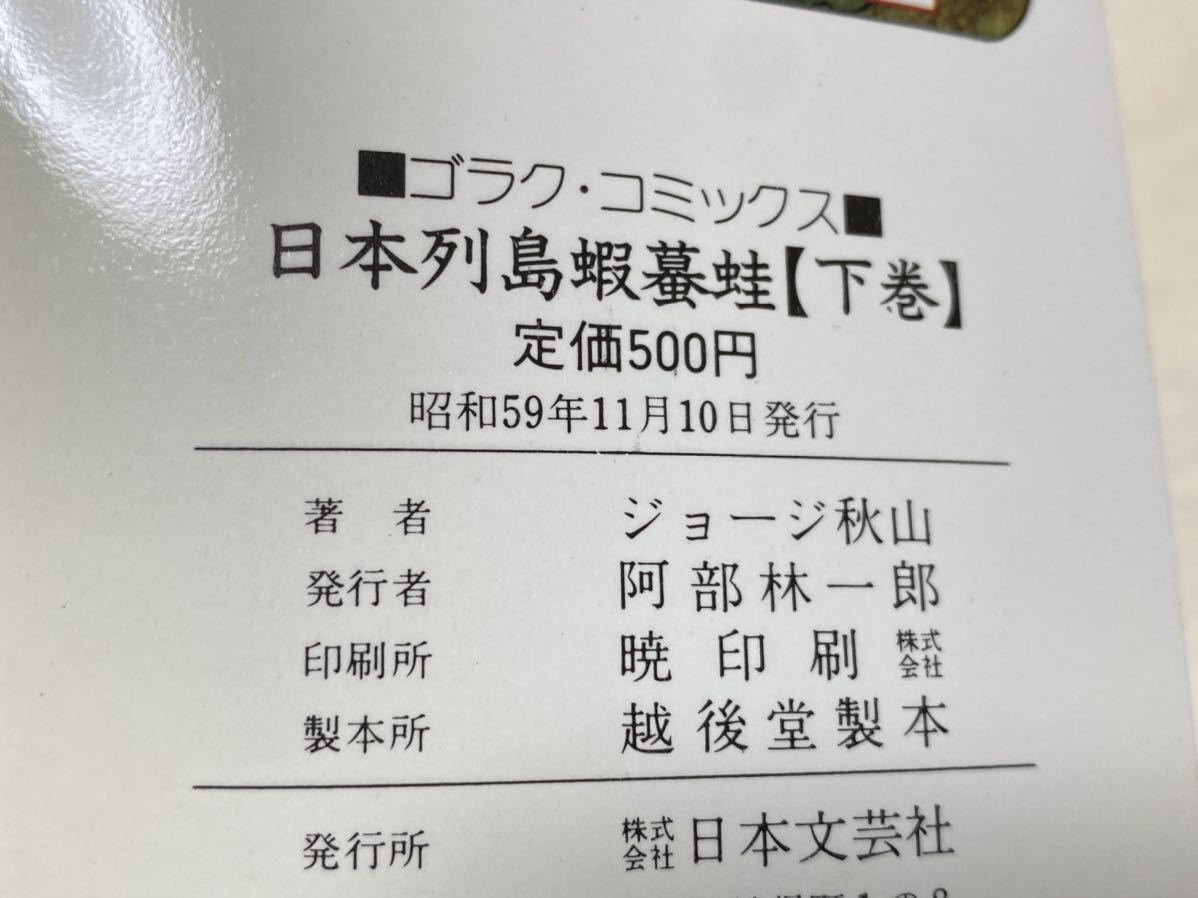 ■ゴラク・コミックス■
日本列島蝦蟇蛙【下巻】
定価500円
昭和59年11月10日発行
著　者　ジョージ秋山
発行者　阿部林一郎
印刷所　暁印刷株式会社
製本所　越後堂製本
発行所　株式会社日本文芸社